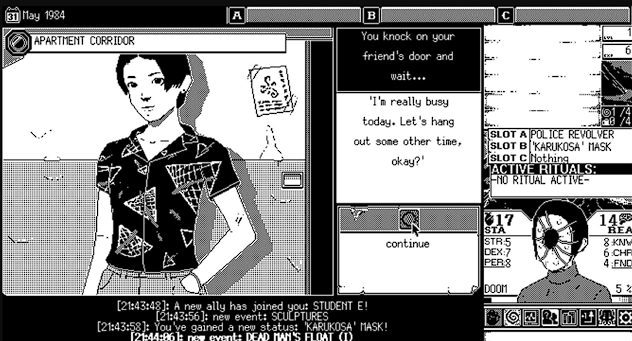 31 May 1984
A
B
C
APARTMENT CORRIDOR
You knock on your
friend's door and
wait...
'I'm really busy
today. Let's hang
out some other time,
okay?'
continue
SLOT A POLICE REVOLVER
SLOT B 'KARUKOSA' MASK
SLOT C Nothing
ACTIVE RITUALS:
-NO RITUAL ACTIVE-
17
STA
STR:5
DEX:7
PER:8
14
REA
8:KNW
6:CHR
4:FND
DOOM
5 %
[21:43:48]: A new ally has joined you: STUDENT E!
[21:43:56]: new event: SCULPTURES
[21:43:58]: You've gained a new status: 'KARUKOSA' MASK!
[21:44:06]: new event: DEAD MAN'S FLOAT (I)